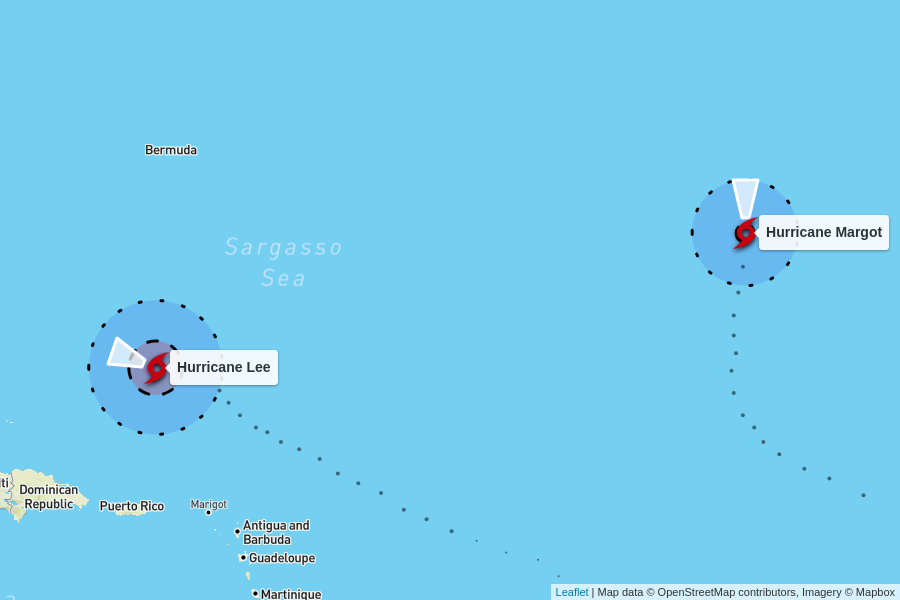 Bermuda
Hurricane Margot
Sargasso
Sea
Hurricane Lee
Dominican
Republic
Puerto Rico
Marigot
Antigua and
Barbuda
Guadeloupe
Martinique
Leaflet | Map data © OpenStreetMap contributors, Imagery © Mapbox